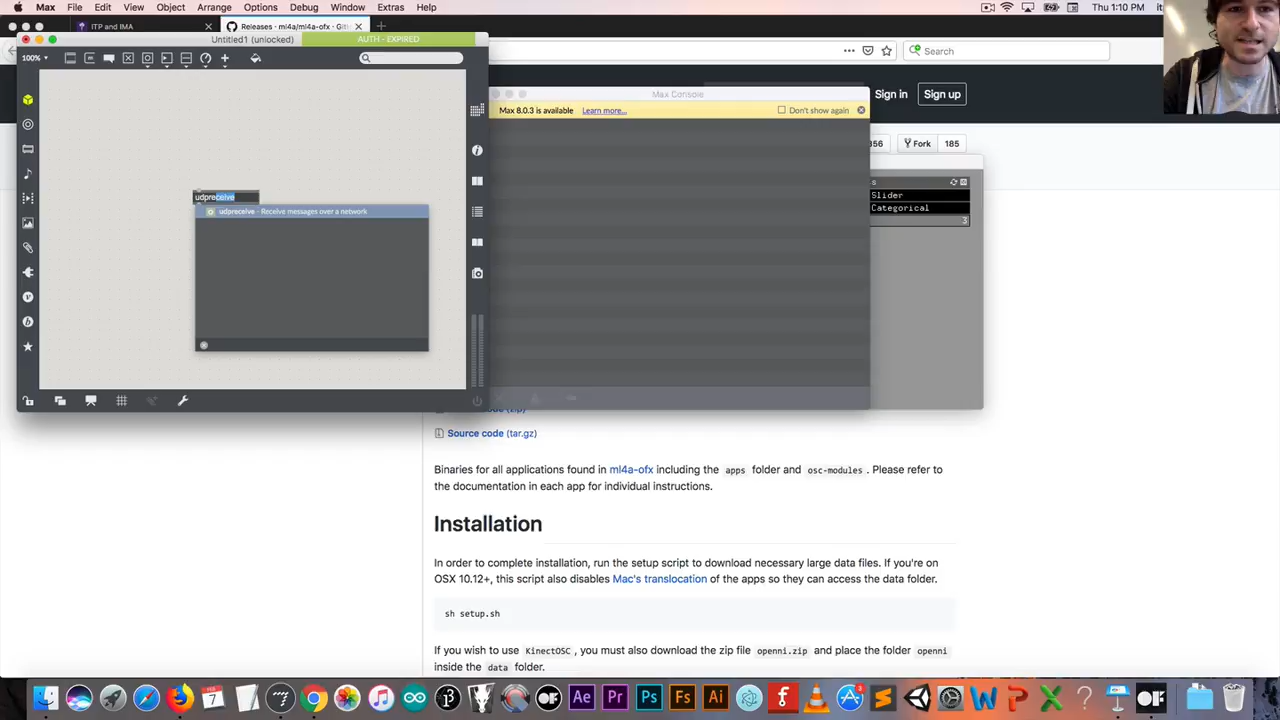 Max File Edit View Object Arrange Options Debug Window Extras Help
Thu 1:10 PM
ITP and IMA
Releases · ml4a/ml4a-ofx · Git
Untitled1 (unlocked)
AUTH - EXPIRED
100%
Search
Sign in
Sign up
Max Console
Max 8.0.3 is available Learn more... Don't show again
356
Fork 185
Slider
Categorical
3
udpreceive
udpreceive - Receive messages over a network
Source code (tar.gz)
Binaries for all applications found in ml4a-ofx including the apps folder and osc-modules. Please refer to
the documentation in each app for individual instructions.
Installation
In order to complete installation, run the setup script to download necessary large data files. If you're on
OSX 10.12+, this script also disables Mac's translocation of the apps so they can access the data folder.
sh setup.sh
If you wish to use KinectOSC, you must also download the zip file openni.zip and place the folder openni
inside the data folder.